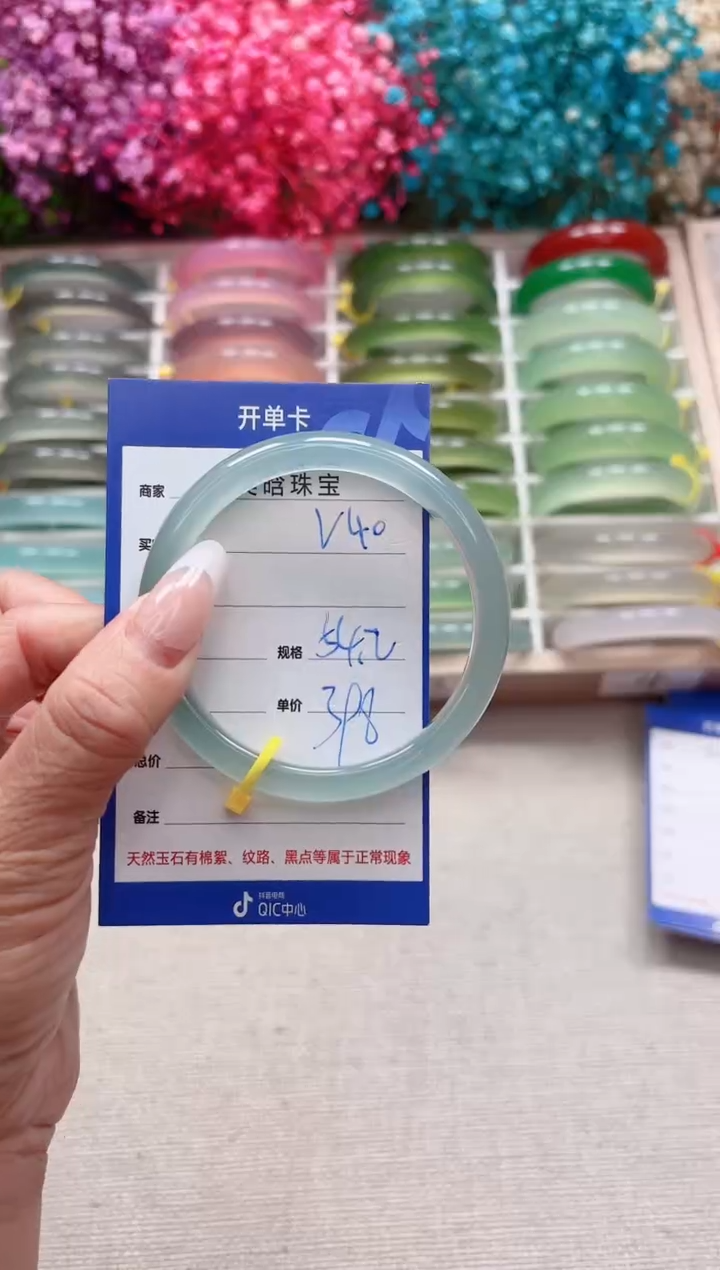 开单卡
商家 晗珠宝
买 V40
规格 54.2
单价 398
总价
备注
天然玉石有棉絮、纹路、黑点等属于正常现象
抖音电商
QIC中心